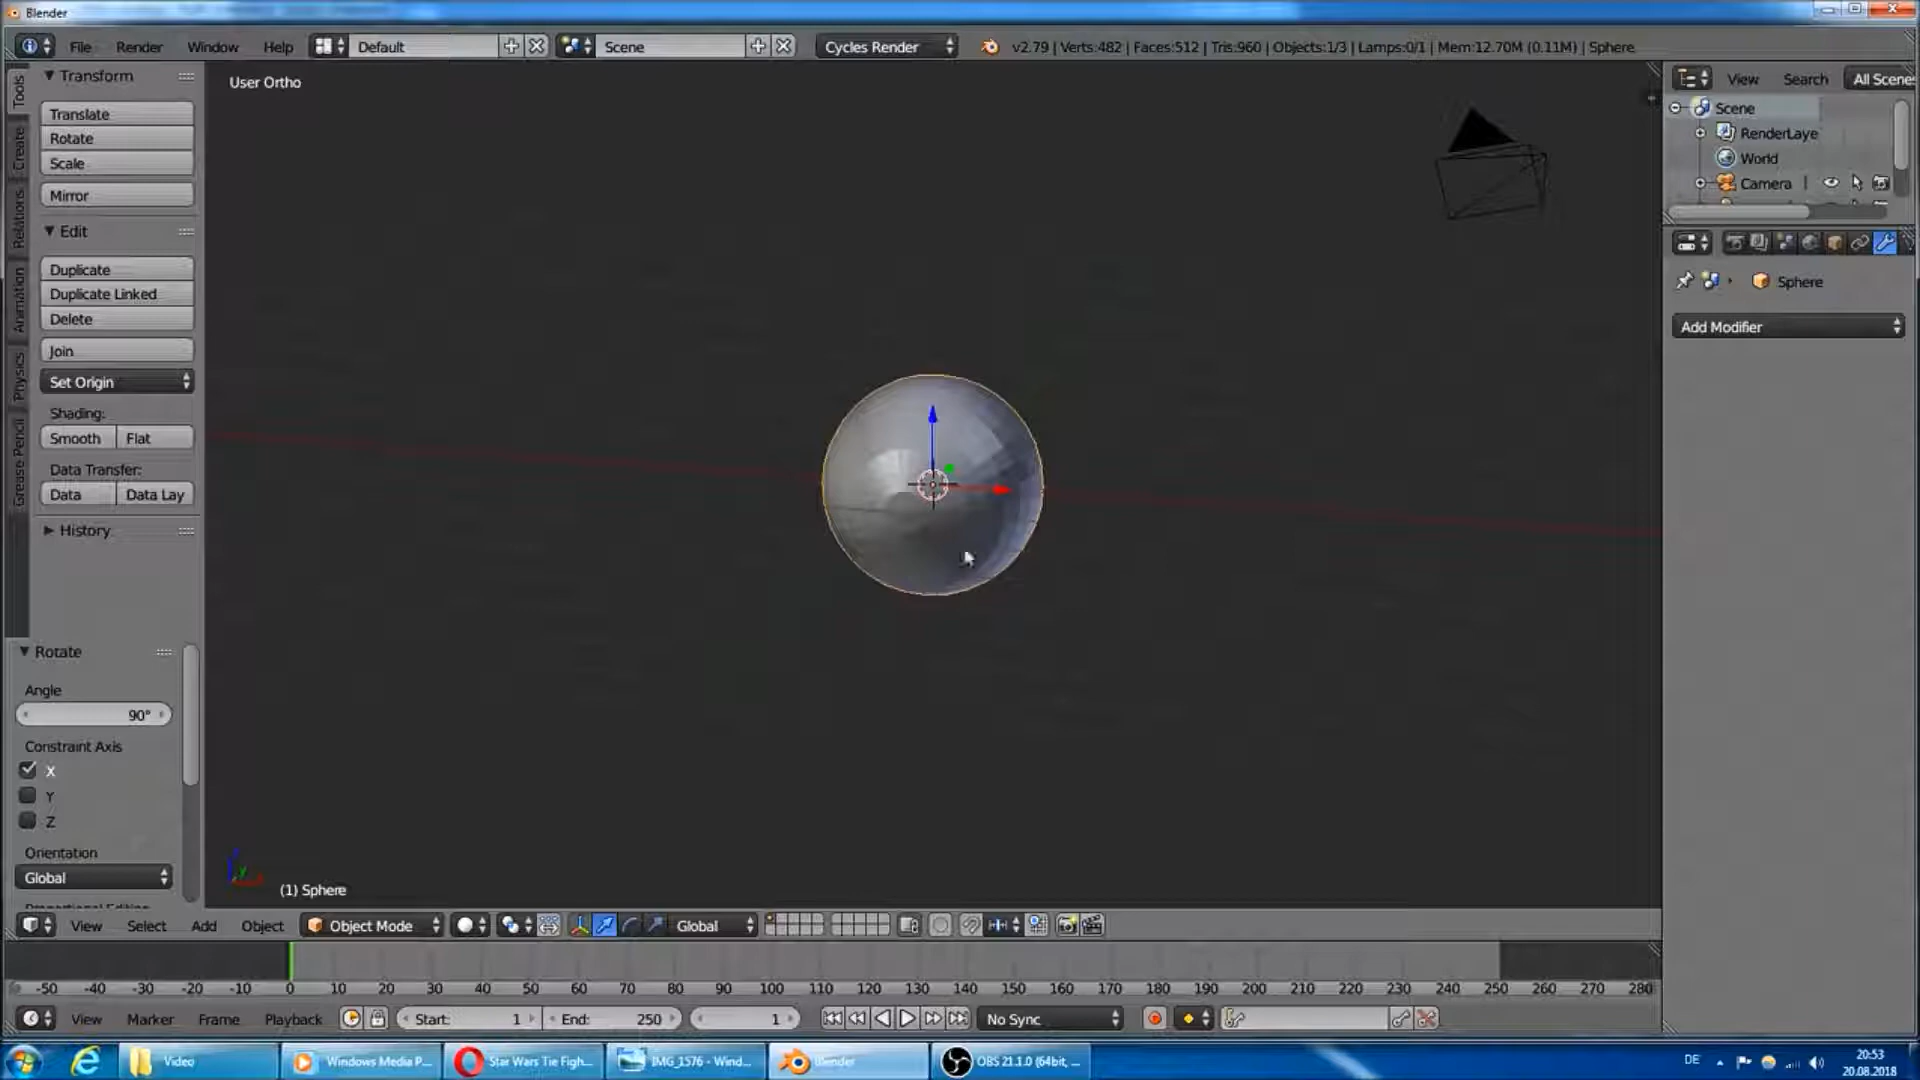 Blender
File Render Window Help Default Scene Cycles Render v2.79 | Verts:482 | Faces:512 | Tris:960 | Objects:1/3 | Lamps:0/1 | Mem:12.70M (0.11M) | Sphere
Tools
Create
Relations
Animation
Physics
Grease Pencil
Transform
Translate
Rotate
Scale
Mirror
Edit
Duplicate
Duplicate Linked
Delete
Join
Set Origin
Shading:
Smooth Flat
Data Transfer:
Data Data Lay
History
Rotate
Angle
90°
Constraint Axis
X
Y
Z
Orientation
Global
User Ortho
(1) Sphere
View Search All Scene
Scene
RenderLaye
World
Camera
Sphere
Add Modifier
View Select Add Object Object Mode Global
-50 -40 -30 -20 -10 0 10 20 30 40 50 60 70 80 90 100 110 120 130 140 150 160 170 180 190 200 210 220 230 240 250 260 270 280
View Marker Frame Playback Start: 1 End: 250 1 No Sync
Video Windows Media P... Star Wars Tie Figh... IMG_1576 - Wind... Blender OBS 21.1.0 (64bit, ... DE 20:53
20.08.2018